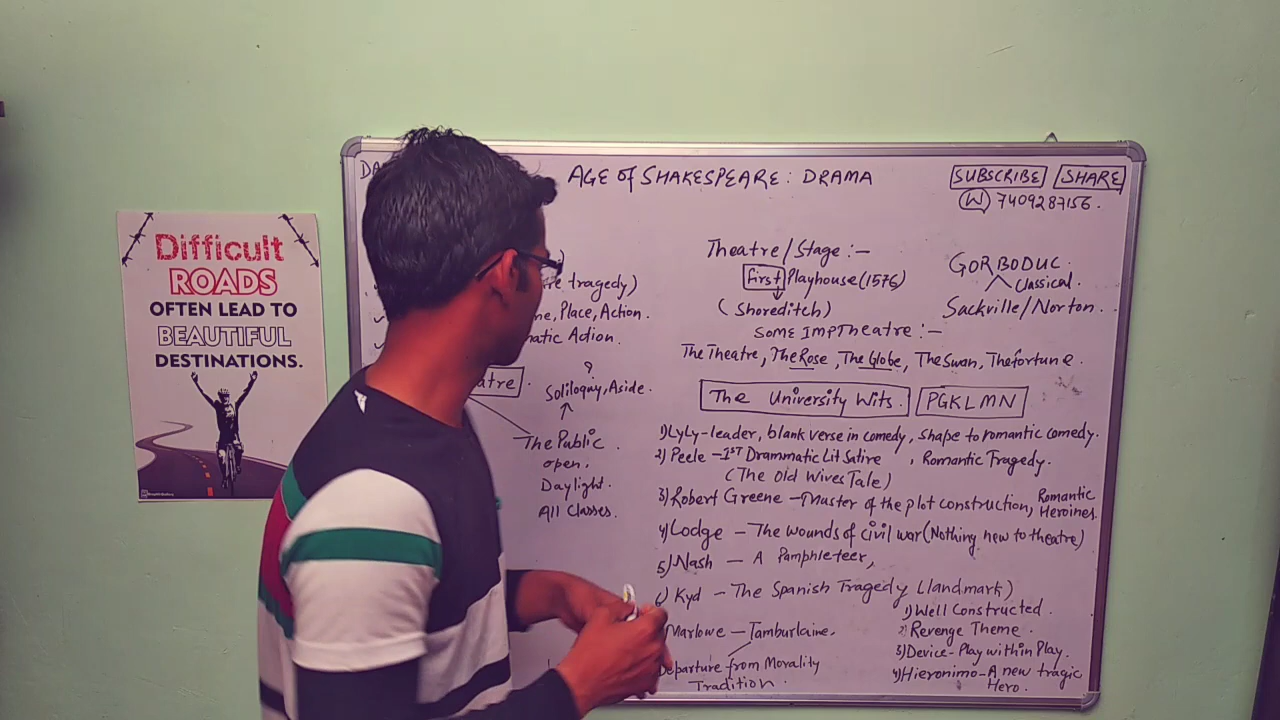 Difficult
ROADS
OFTEN LEAD TO
BEAUTIFUL
DESTINATIONS.
AGE OF SHAKESPEARE: DRAMA
SUBSCRIBE SHARE
(W) 7409287156.
tragedy)
Place, Action.
Action.
Soliloquy, Aside.
The Public
open.
Daylight.
All Classes.
Theatre/Stage:-
first Playhouse (1576)
(Shoreditch)
SOME IMP Theatre:-
The Theatre, The Rose, The Globe, The Swan, The fortune.
GORBODUC.
Classical.
Sackville/Norton.
The University Wits. PGKLMN
1) LyLy-leader, blank verse in comedy, Shape to romantic comedy.
2) Peele -1ST Drammatic Lit Satire, Romantic Tragedy.
(The Old Wives Tale)
3) Robert Greene -Master of the plot construction, Romantic Heroines.
4) Lodge - The wounds of civil war (Nothing new to theatre)
5) Nash - A Pamphleteer,
6) Kyd - The Spanish Tragedy (landmark)
1) Well Constructed.
2) Revenge Theme.
3) Device-Play within Play.
4) Hieronimo-A new tragic
Hero.
Marlowe - Tamburlaine.
Departure from Morality
Tradition.